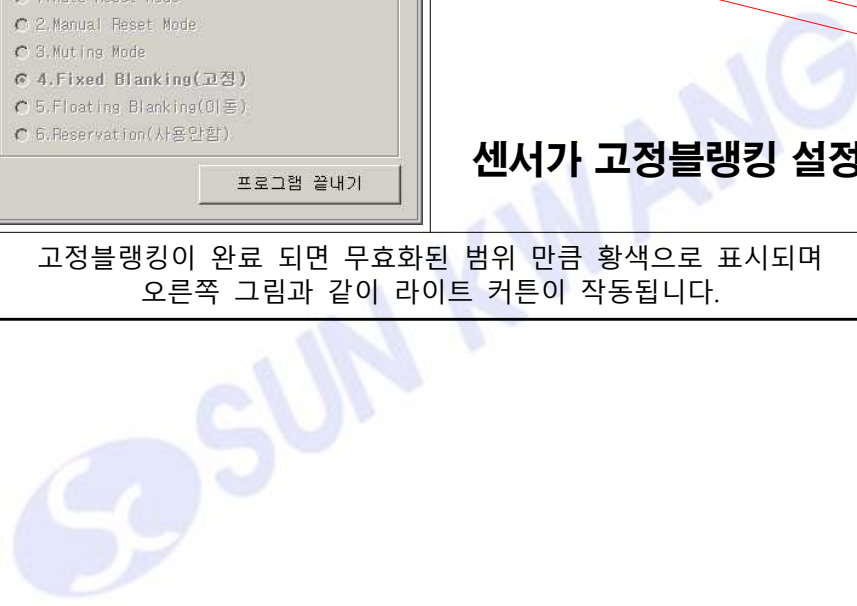 2.Manual Reset Mode
3.Muting Mode
4.Fixed Blanking(고정)
5.Floating Blanking(이동)
6.Reservation(사용안함)
프로그램 끝내기
센서가 고정블랭킹 설정
고정블랭킹이 완료 되면 무효화된 범위 만큼 황색으로 표시되며
오른쪽 그림과 같이 라이트 커튼이 작동됩니다.
SUN KWANG
SC